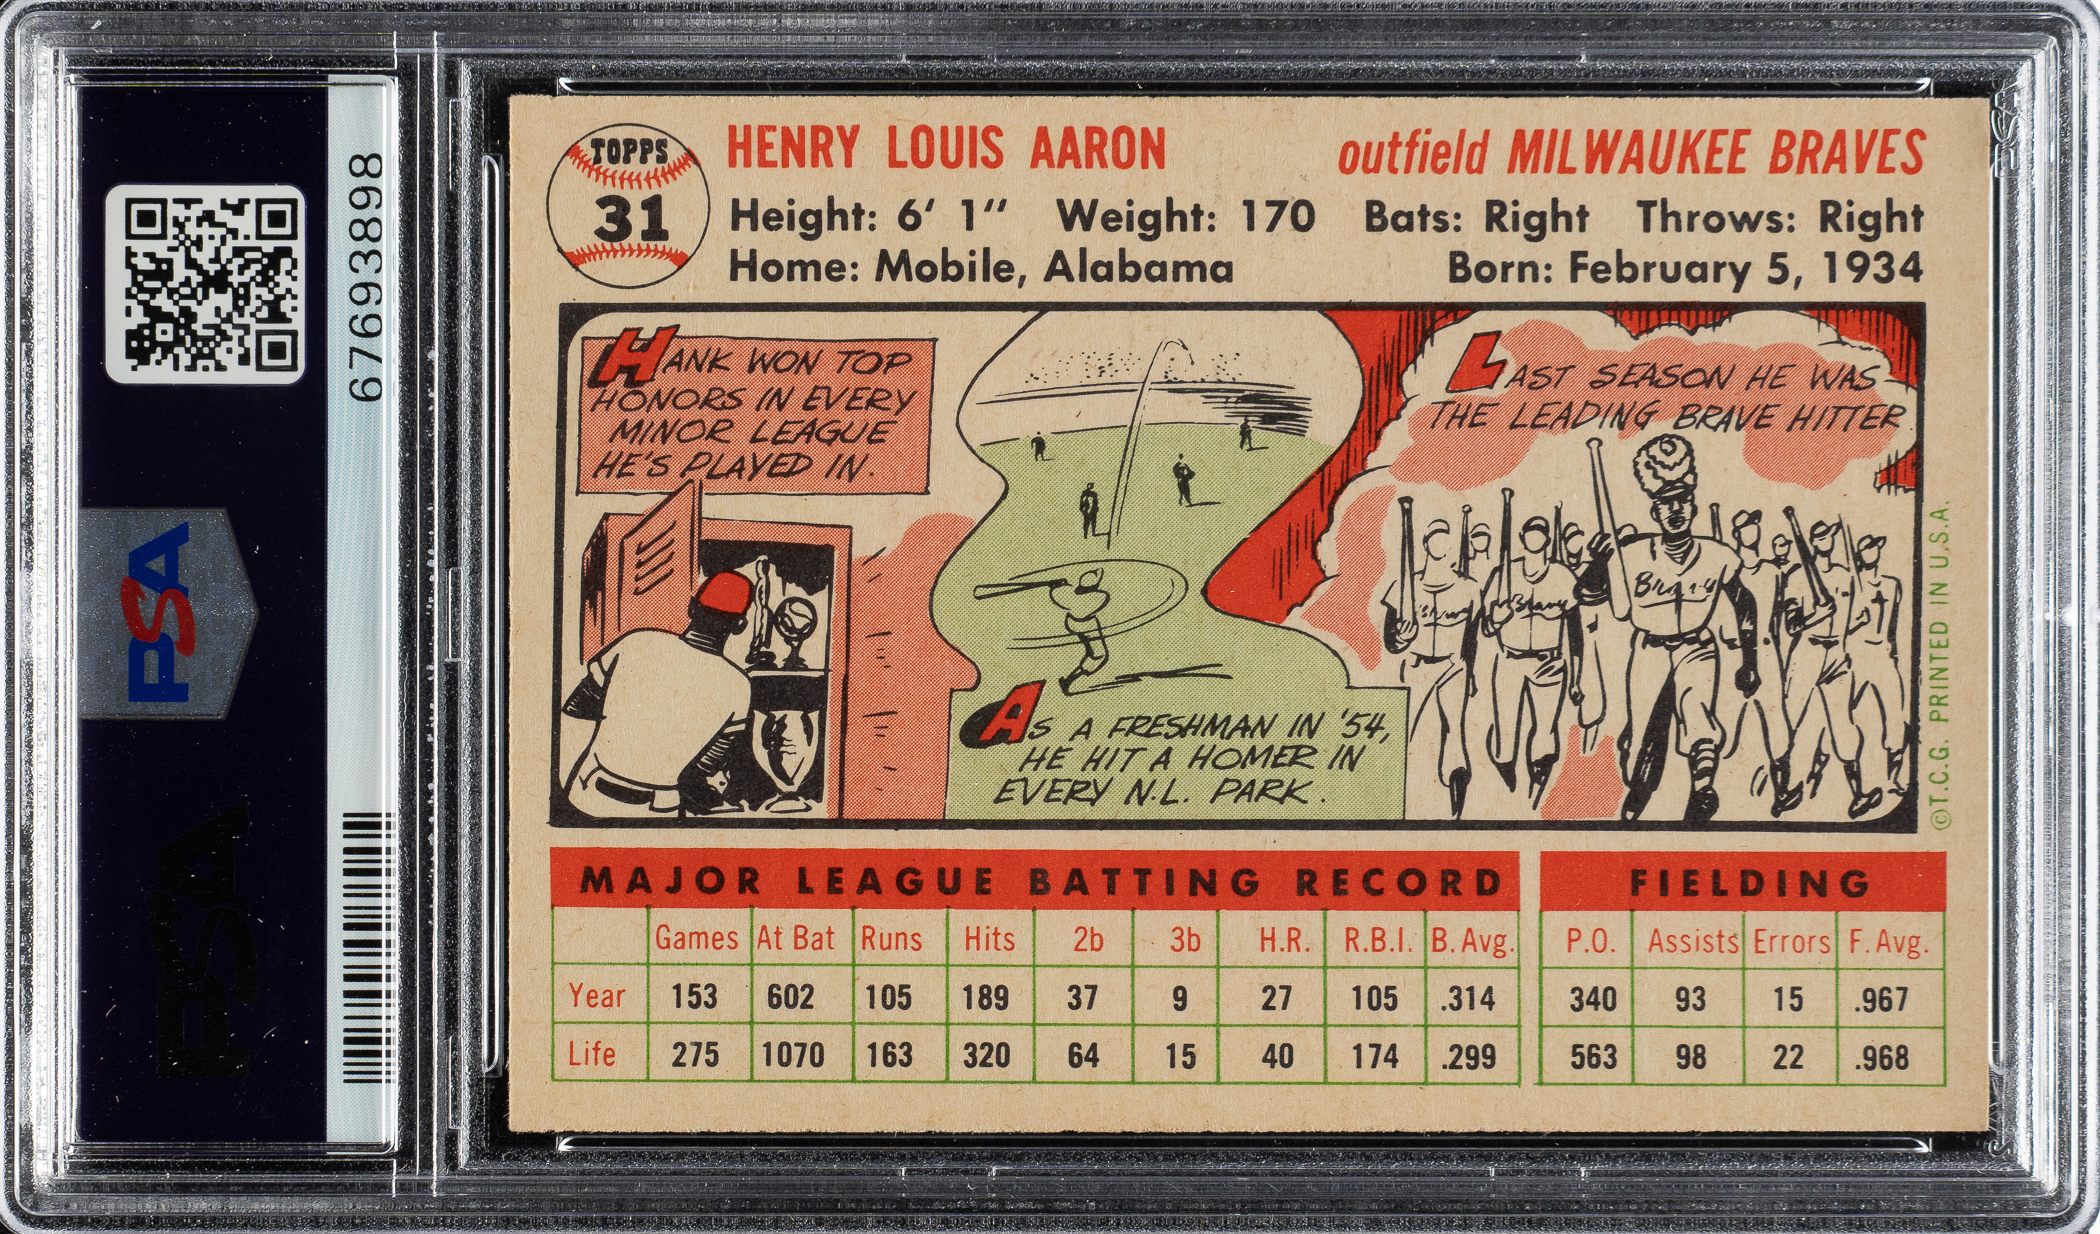 PSA
67693898
PSA
TOPPS
31
HENRY LOUIS AARON
outfield MILWAUKEE BRAVES
Height: 6' 1" Weight: 170 Bats: Right Throws: Right
Home: Mobile, Alabama Born: February 5, 1934
HANK WON TOP
HONORS IN EVERY
MINOR LEAGUE
HE'S PLAYED IN.
AS A FRESHMAN IN '54,
HE HIT A HOMER IN
EVERY N.L. PARK.
LAST SEASON HE WAS
THE LEADING BRAVE HITTER
©T.C.G. PRINTED IN U.S.A.
MAJOR LEAGUE BATTING RECORD
Games At Bat Runs Hits 2b 3b H.R. R.B.I. B. Avg.
Year 153 602 105 189 37 9 27 105 .314
Life 275 1070 163 320 64 15 40 174 .299
FIELDING
P.O. Assists Errors F. Avg.
340 93 15 .967
563 98 22 .968